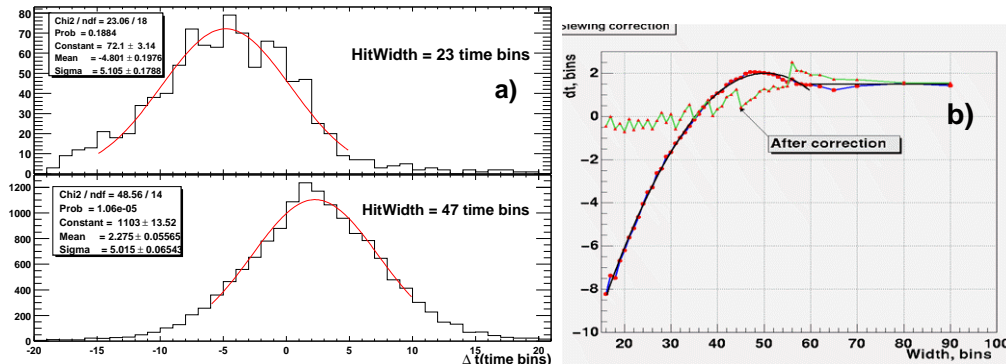 Chi2 / ndf = 23.06 / 18
Prob = 0.1884
Constant = 72.1 ± 3.14
Mean = -4.801 ± 0.1976
Sigma = 5.105 ± 0.1788
HitWidth = 23 time bins
a)
80
70
60
50
40
30
20
10
0
Chi2 / ndf = 48.56 / 14
Prob = 1.06e-05
Constant = 1103 ± 13.52
Mean = 2.275 ± 0.05565
Sigma = 5.015 ± 0.06543
HitWidth = 47 time bins
1200
1000
800
600
400
200
0
-20 -15 -10 -5 0 5 10 15 20
Δ t(time bins)
slewing correction
dt, bins
b)
2
0
-2
-4
-6
-8
-10
After correction
20 30 40 50 60 70 80 90 100
Width, bins